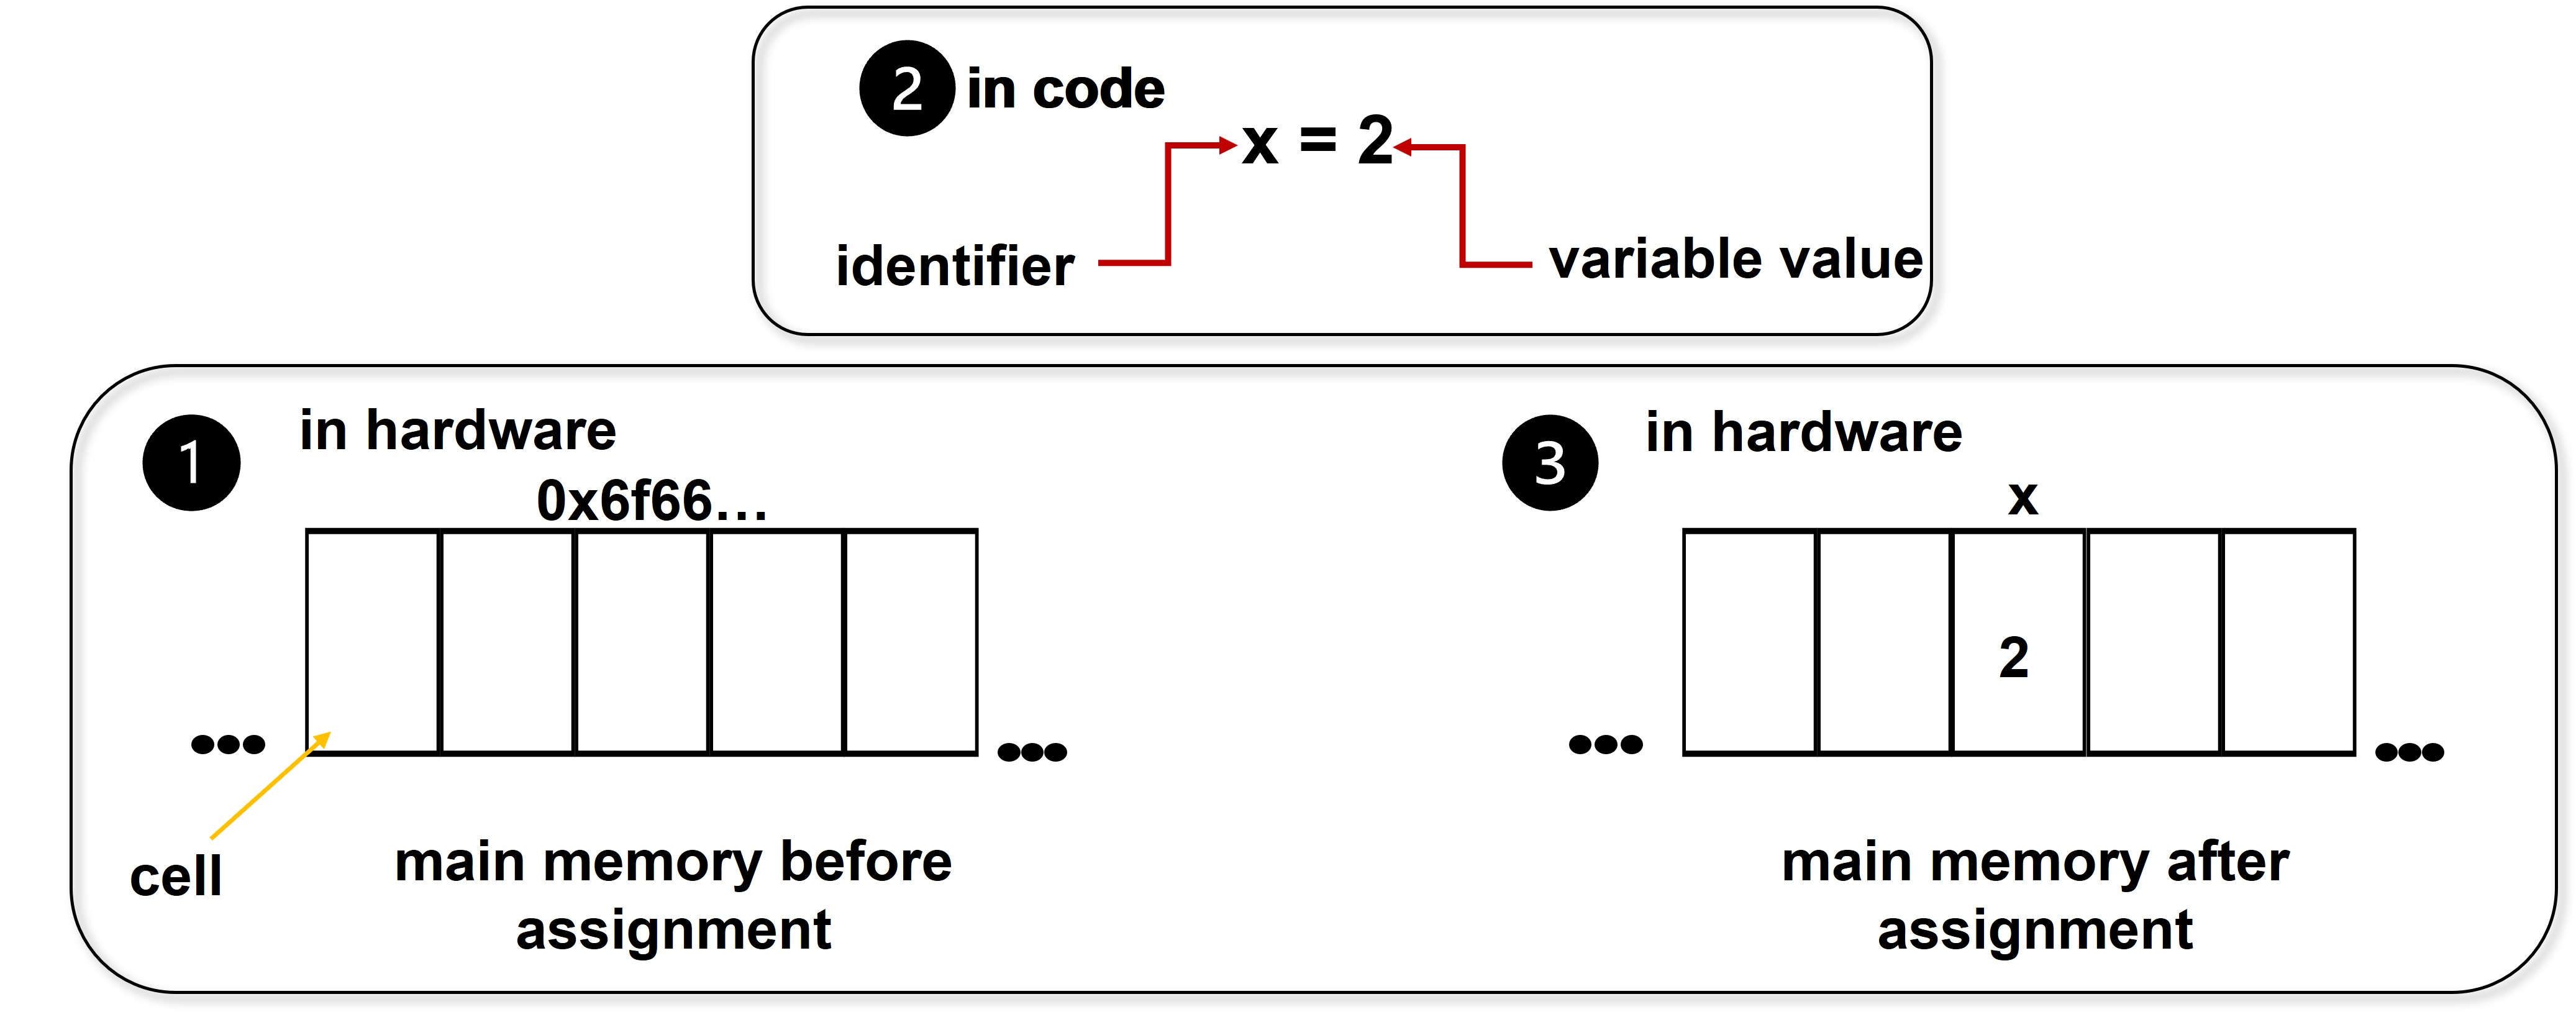 2 in code
x = 2
identifier
variable value
1 in hardware
0x6f66...
cell
main memory before
assignment
3 in hardware
x
2
main memory after
assignment